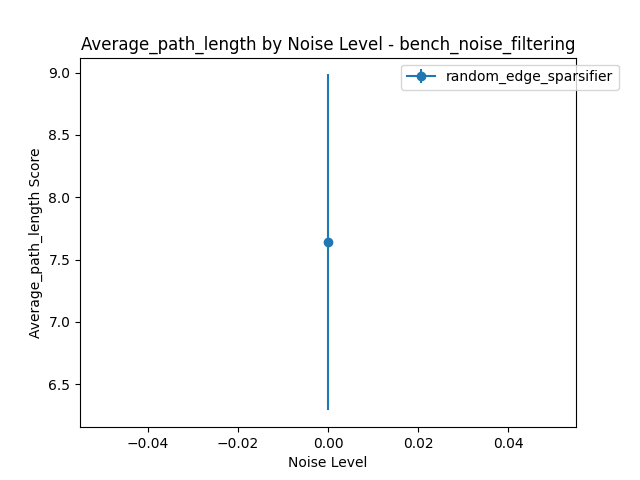 Average_path_length by Noise Level - bench_noise_filtering
random_edge_sparsifier
Average_path_length Score
9.0
8.5
8.0
7.5
7.0
6.5
−0.04
−0.02
0.00
0.02
0.04
Noise Level